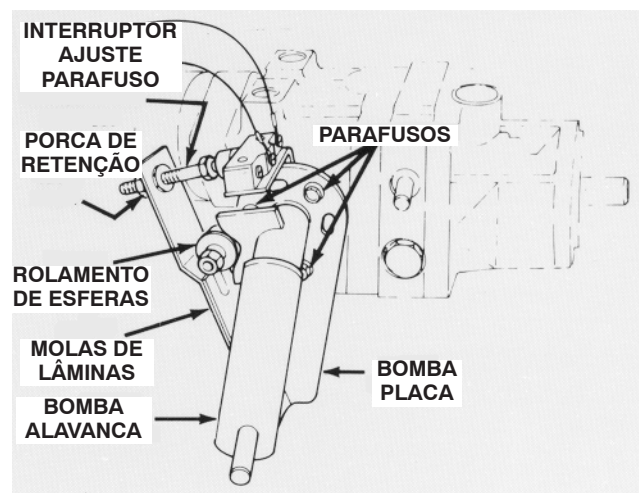 INTERRUPTOR
AJUSTE
PARAFUSO
PORCA DE
RETENÇÃO
PARAFUSOS
ROLAMENTO
DE ESFERAS
MOLAS DE
LÂMINAS
BOMBA
PLACA
BOMBA
ALAVANCA